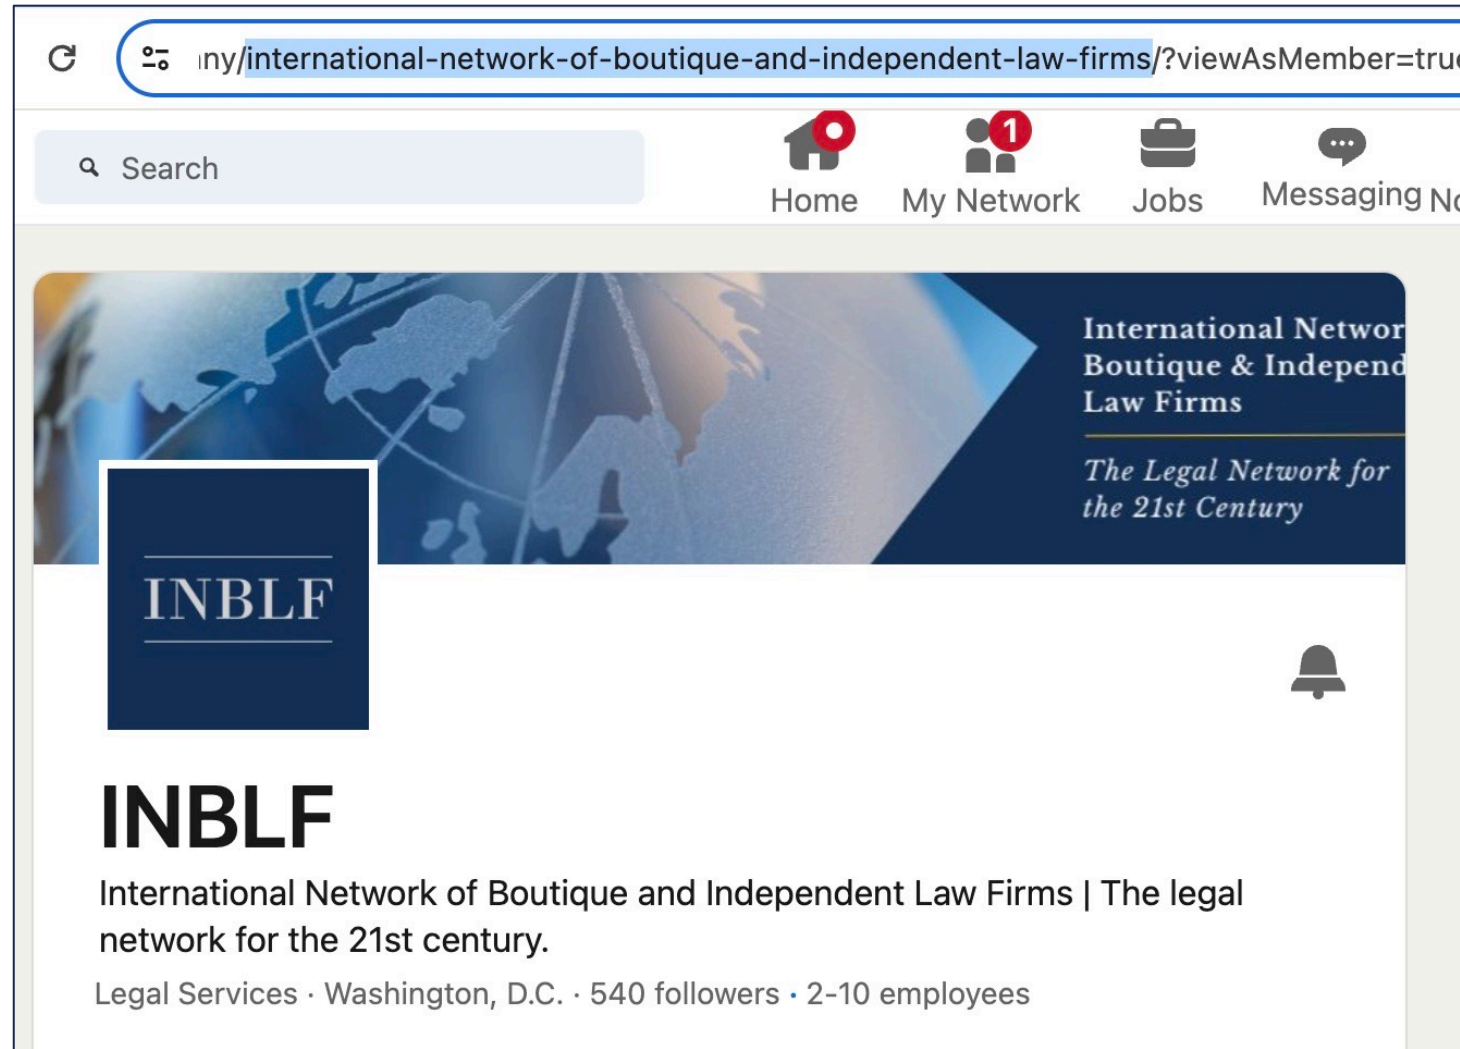 ny/international-network-of-boutique-and-independent-law-firms/?viewAsMember=true
Search
1
Home
My Network
Jobs
Messaging
International Networ
Boutique & Independ
Law Firms
The Legal Network for
the 21st Century
INBLF
INBLF
International Network of Boutique and Independent Law Firms | The legal
network for the 21st century.
Legal Services · Washington, D.C. · 540 followers · 2-10 employees